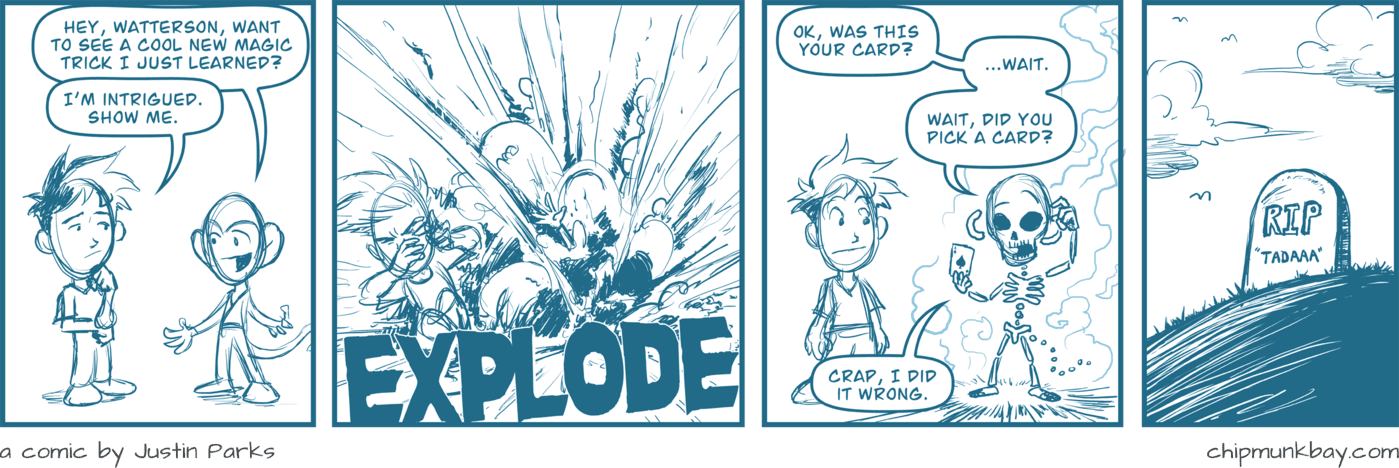 HEY, WATTERSON, WANT
TO SEE A COOL NEW MAGIC
TRICK I JUST LEARNED?
I'M INTRIGUED.
SHOW ME.
EXPLODE
OK, WAS THIS
YOUR CARD?
...WAIT.
WAIT, DID YOU
PICK A CARD?
CRAP, I DID
IT WRONG.
RIP
"TADAAA"
a comic by Justin Parks
chipmunkbay.com